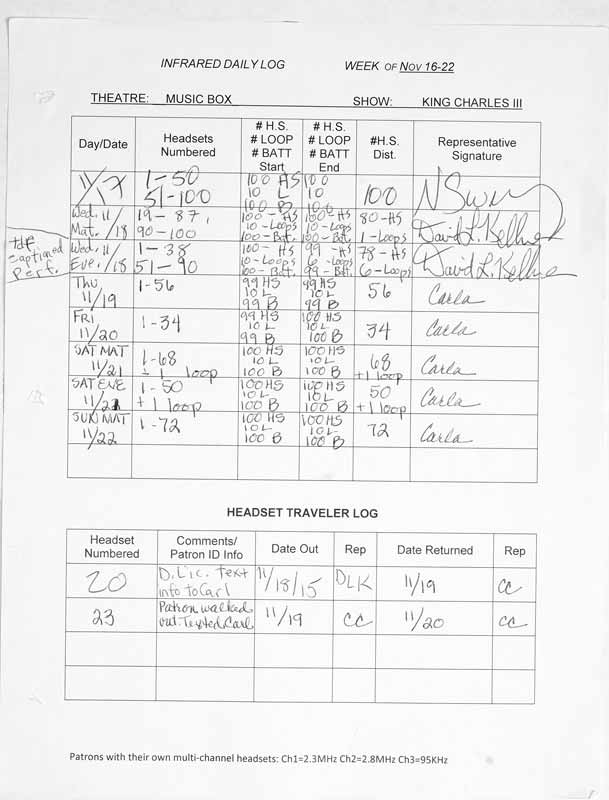 INFRARED DAILY LOG WEEK OF NOV 16-22
THEATRE: MUSIC BOX SHOW: KING CHARLES III
Day/Date Headsets Numbered # H.S. # LOOP # BATT Start # H.S. # LOOP # BATT End #H.S. Dist. Representative Signature
11/17 1-50 51-100 100 HS 10 L 100 B 100 10 100 100
Wed. 11/18 Mat. 19-87, 90-100 100-HS 10-Loops 100-Bat. 100-HS 10-Loops 100-Bat. 80-HS 1-Loops David L. Kellner
tdf captioned perf.
Wed. 11/18 Eve. 1-38 51-90 100-HS 10-Loops 100-Bat. 99-HS 6-Loops 99-Bat. 78-HS 6-Loops David L. Kellner
THU 11/19 1-56 99 HS 10 L 99 B 99 HS 10 L 99 B 56 Carla
FRI 11/20 1-34 99 HS 10 L 99 B 100 HS 10 L 100 B 34 Carla
SAT MAT 11/21 1-68 + 1 loop 100 HS 10 L 100 B 100 HS 10 L 100 B 68 +1 loop Carla
SAT EVE 11/21 1-50 +1 loop 100 HS 10 L 100 B 100 HS 10 L 100 B 50 +1 loop Carla
SUN MAT 11/22 1-72 100 HS 10 L 100 B 100 HS 10 L 100 B 72 Carla
HEADSET TRAVELER LOG
Headset Numbered Comments/ Patron ID Info Date Out Rep Date Returned Rep
20 D. Lic. text info to Carl 11/18/15 DLK 11/19 CC
23 Patron walked out Texted Carl 11/19 CC 11/20 CC
Patrons with their own multi-channel headsets: Ch1=2.3MHz Ch2=2.8MHz Ch3=95KHz